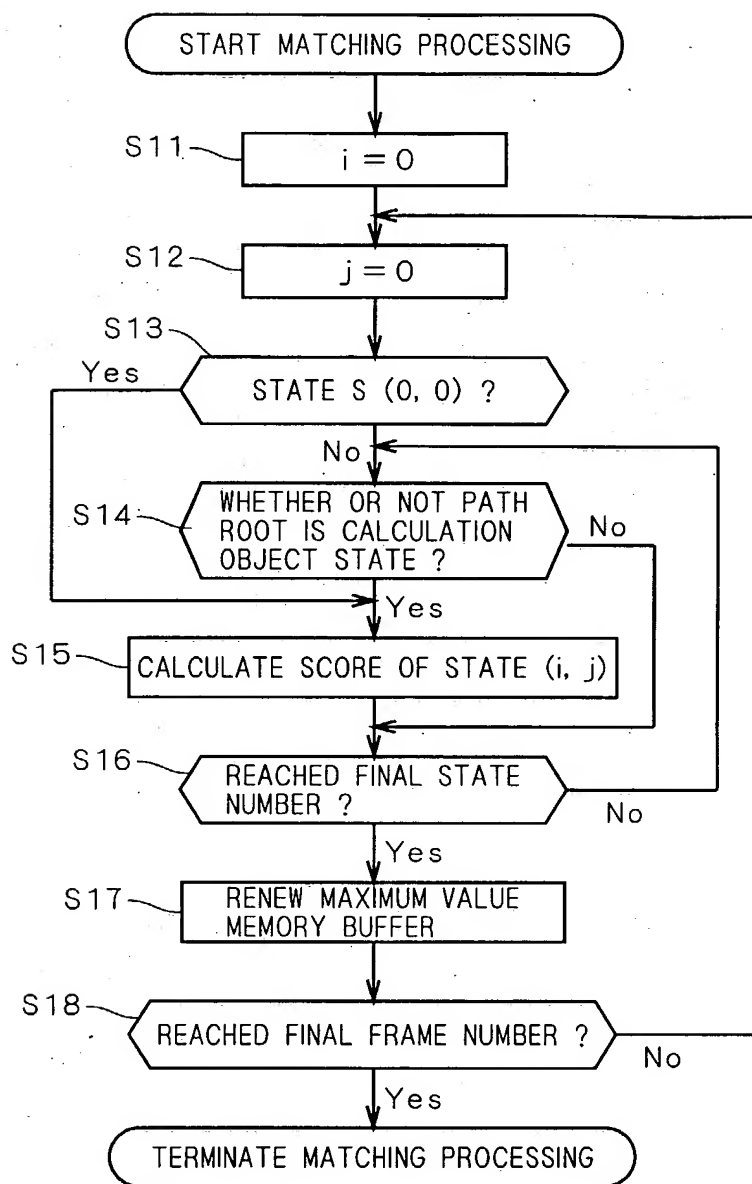 START MATCHING PROCESSING
S11
i = 0
S12
j = 0
S13
Yes
STATE S (0, 0) ?
No
S14
WHETHER OR NOT PATH
ROOT IS CALCULATION
OBJECT STATE ?
No
Yes
S15
CALCULATE SCORE OF STATE (i, j)
S16
REACHED FINAL STATE
NUMBER ?
No
Yes
S17
RENEW MAXIMUM VALUE
MEMORY BUFFER
S18
REACHED FINAL FRAME NUMBER ?
No
Yes
TERMINATE MATCHING PROCESSING